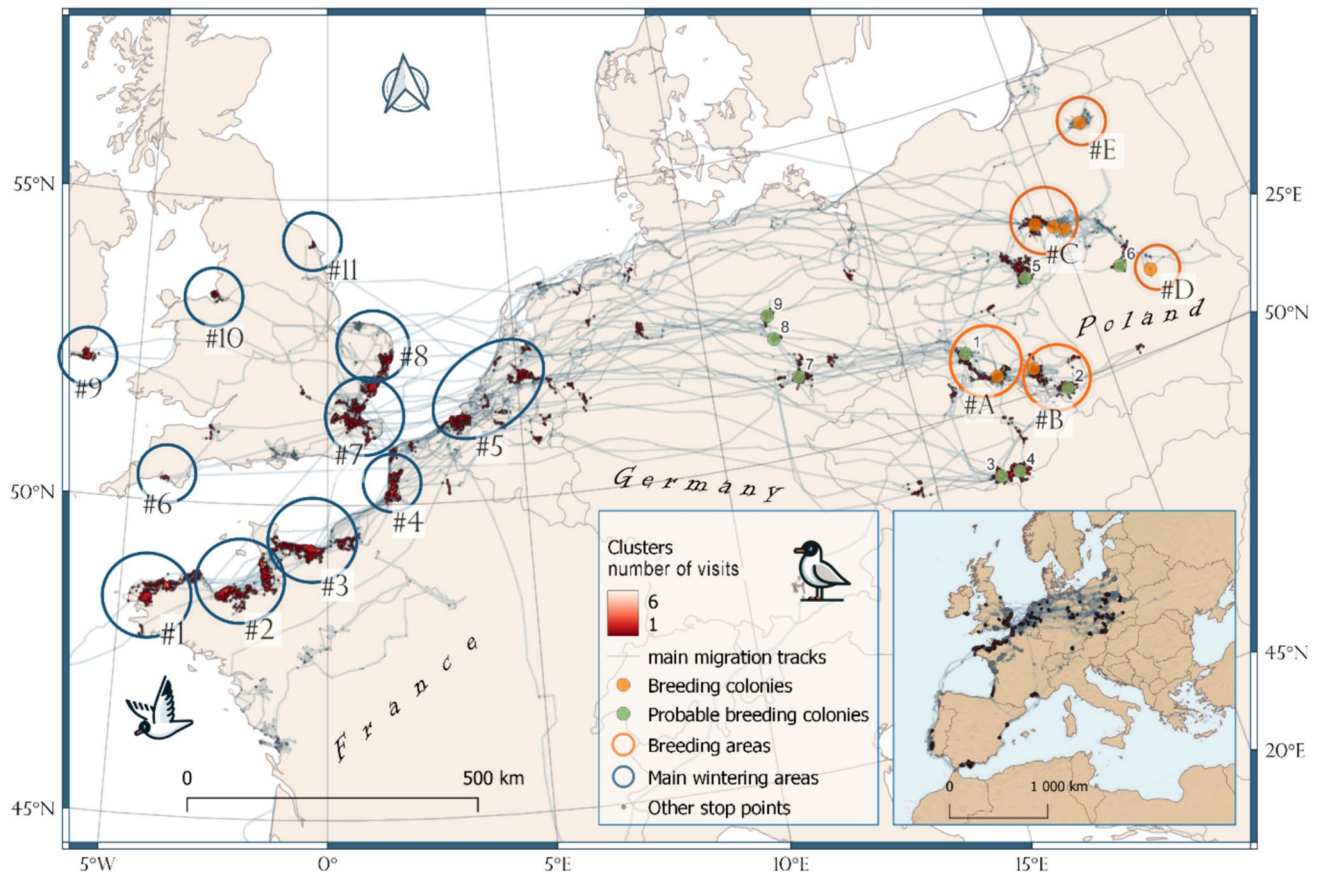 55°N
50°N
45°N
25°E
50°N
45°N
20°E
5°W
0°
5°E
10°E
15°E
#E
#C
5
6
#D
Poland
#11
#10
#9
#8
#7
#5
#6
#4
#3
#2
#1
9
8
7
1
2
#A
#B
3
4
Germany
France
0
500 km
Clusters
number of visits
6
1
main migration tracks
Breeding colonies
Probable breeding colonies
Breeding areas
Main wintering areas
Other stop points
0
1 000 km